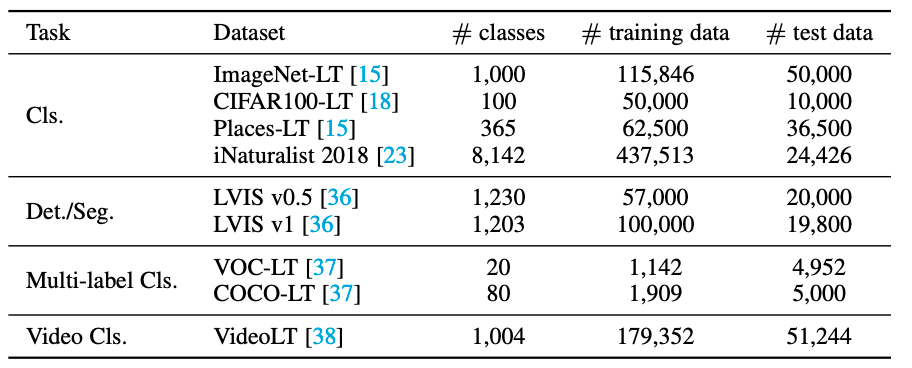 Task Dataset # classes # training data # test data
ImageNet-LT [15] 1,000 115,846 50,000
CIFAR100-LT [18] 100 50,000 10,000
Cls.
Places-LT [15] 365 62,500 36,500
iNaturalist 2018 [23] 8,142 437,513 24,426
LVIS v0.5 [36] 1,230 57,000 20,000
Det./Seg.
LVIS v1 [36] 1,203 100,000 19,800
VOC-LT [37] 20 1,142 4,952
Multi-label Cls.
COCO-LT [37] 80 1,909 5,000
Video Cls. VideoLT [38] 1,004 179,352 51,244